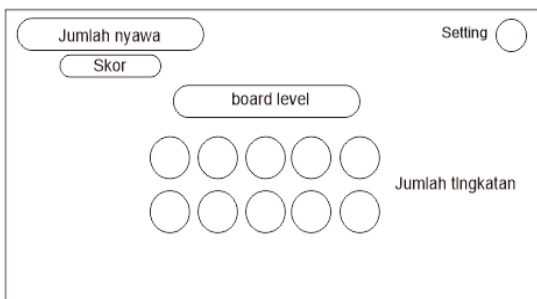 Jumlah nyawa
Setting
Skor
board level
Jumlah tingkatan